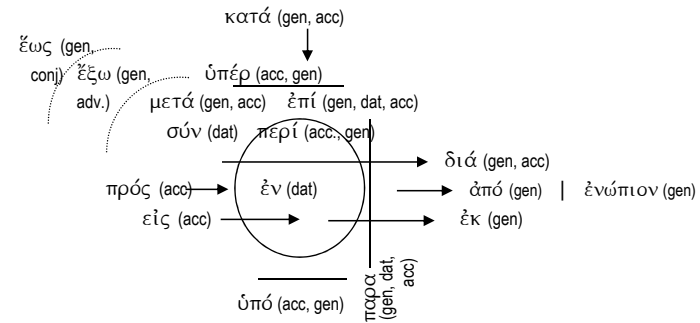 κατά (gen, acc)
ἕως (gen,
conj)
ἔξω (gen,
adv.)
ὑπέρ (acc, gen)
μετά (gen, acc)
ἐπί (gen, dat, acc)
σύν (dat)
περί (acc., gen)
διά (gen, acc)
πρός (acc)
ἐν (dat)
ἀπό (gen) | ἐνώπιον (gen)
εἰς (acc)
ἐκ (gen)
ὑπό (acc, gen)
παρα
(gen, dat,
acc)